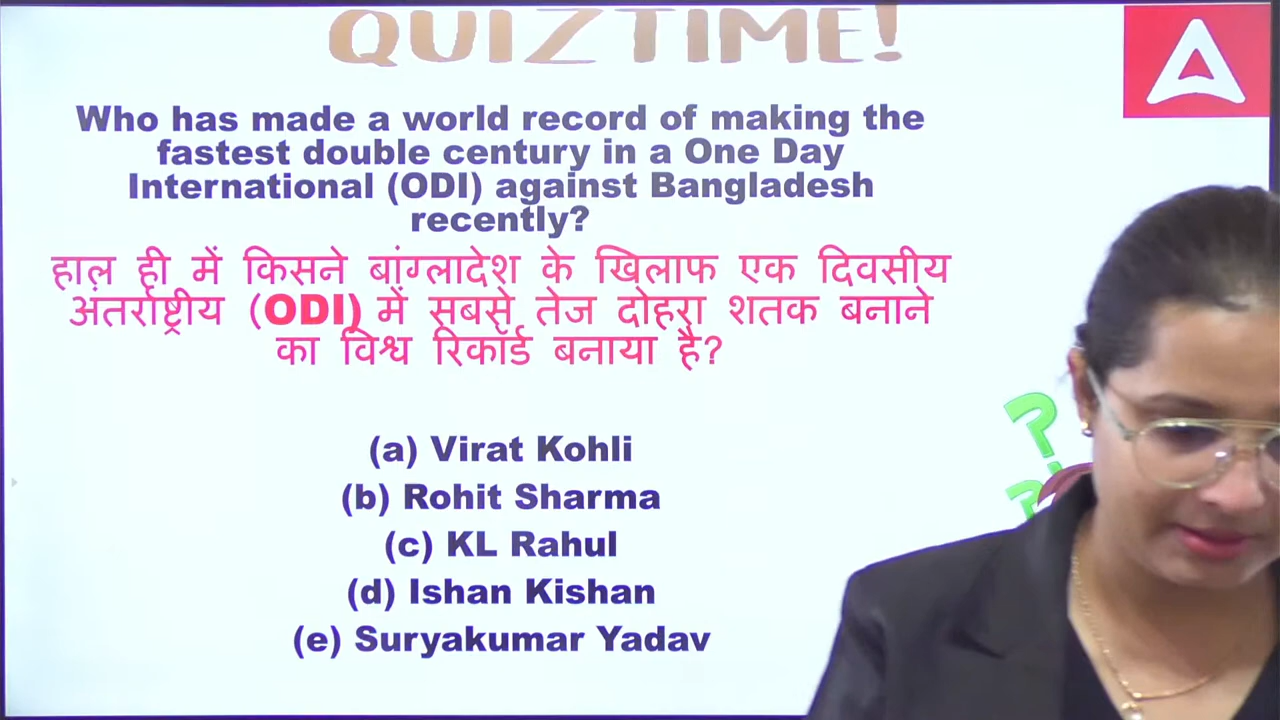 QUIZ TIME!
Who has made a world record of making the
fastest double century in a One Day
International (ODI) against Bangladesh
recently?
हाल ही में किसने बांग्लादेश के खिलाफ एक दिवसीय
अंतर्राष्ट्रीय (ODI) में सबसे तेज दोहरा शतक बनाने
का विश्व रिकॉर्ड बनाया है?
(a) Virat Kohli
(b) Rohit Sharma
(c) KL Rahul
(d) Ishan Kishan
(e) Suryakumar Yadav